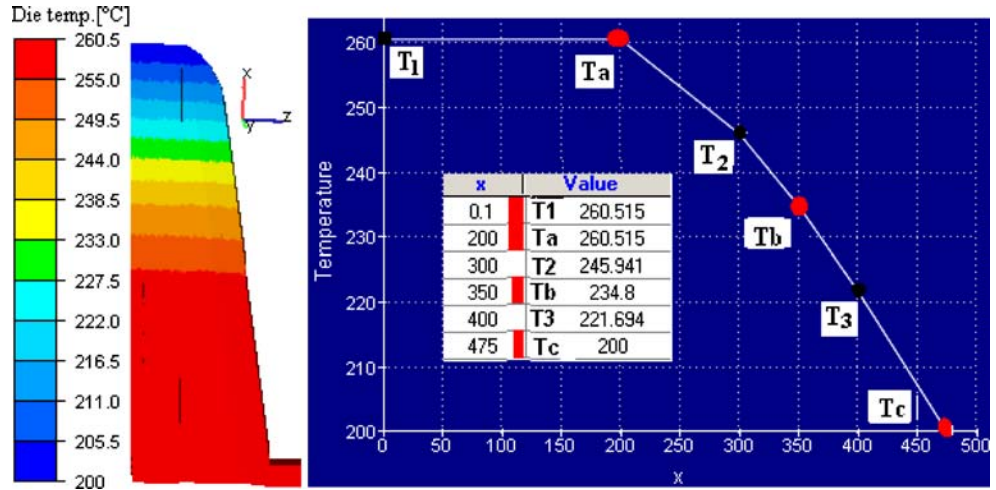 Die temp.[°C]
260.5
255.0
249.5
244.0
238.5
233.0
227.5
222.0
216.5
211.0
205.5
200
x
y
z
Temperature
260
250
240
230
220
210
200
0 50 100 150 200 250 300 350 400 450 500
x
T1
Ta
T2
Tb
T3
Tc
x Value
0.1 T1 260.515
200 Ta 260.515
300 T2 245.941
350 Tb 234.8
400 T3 221.694
475 Tc 200